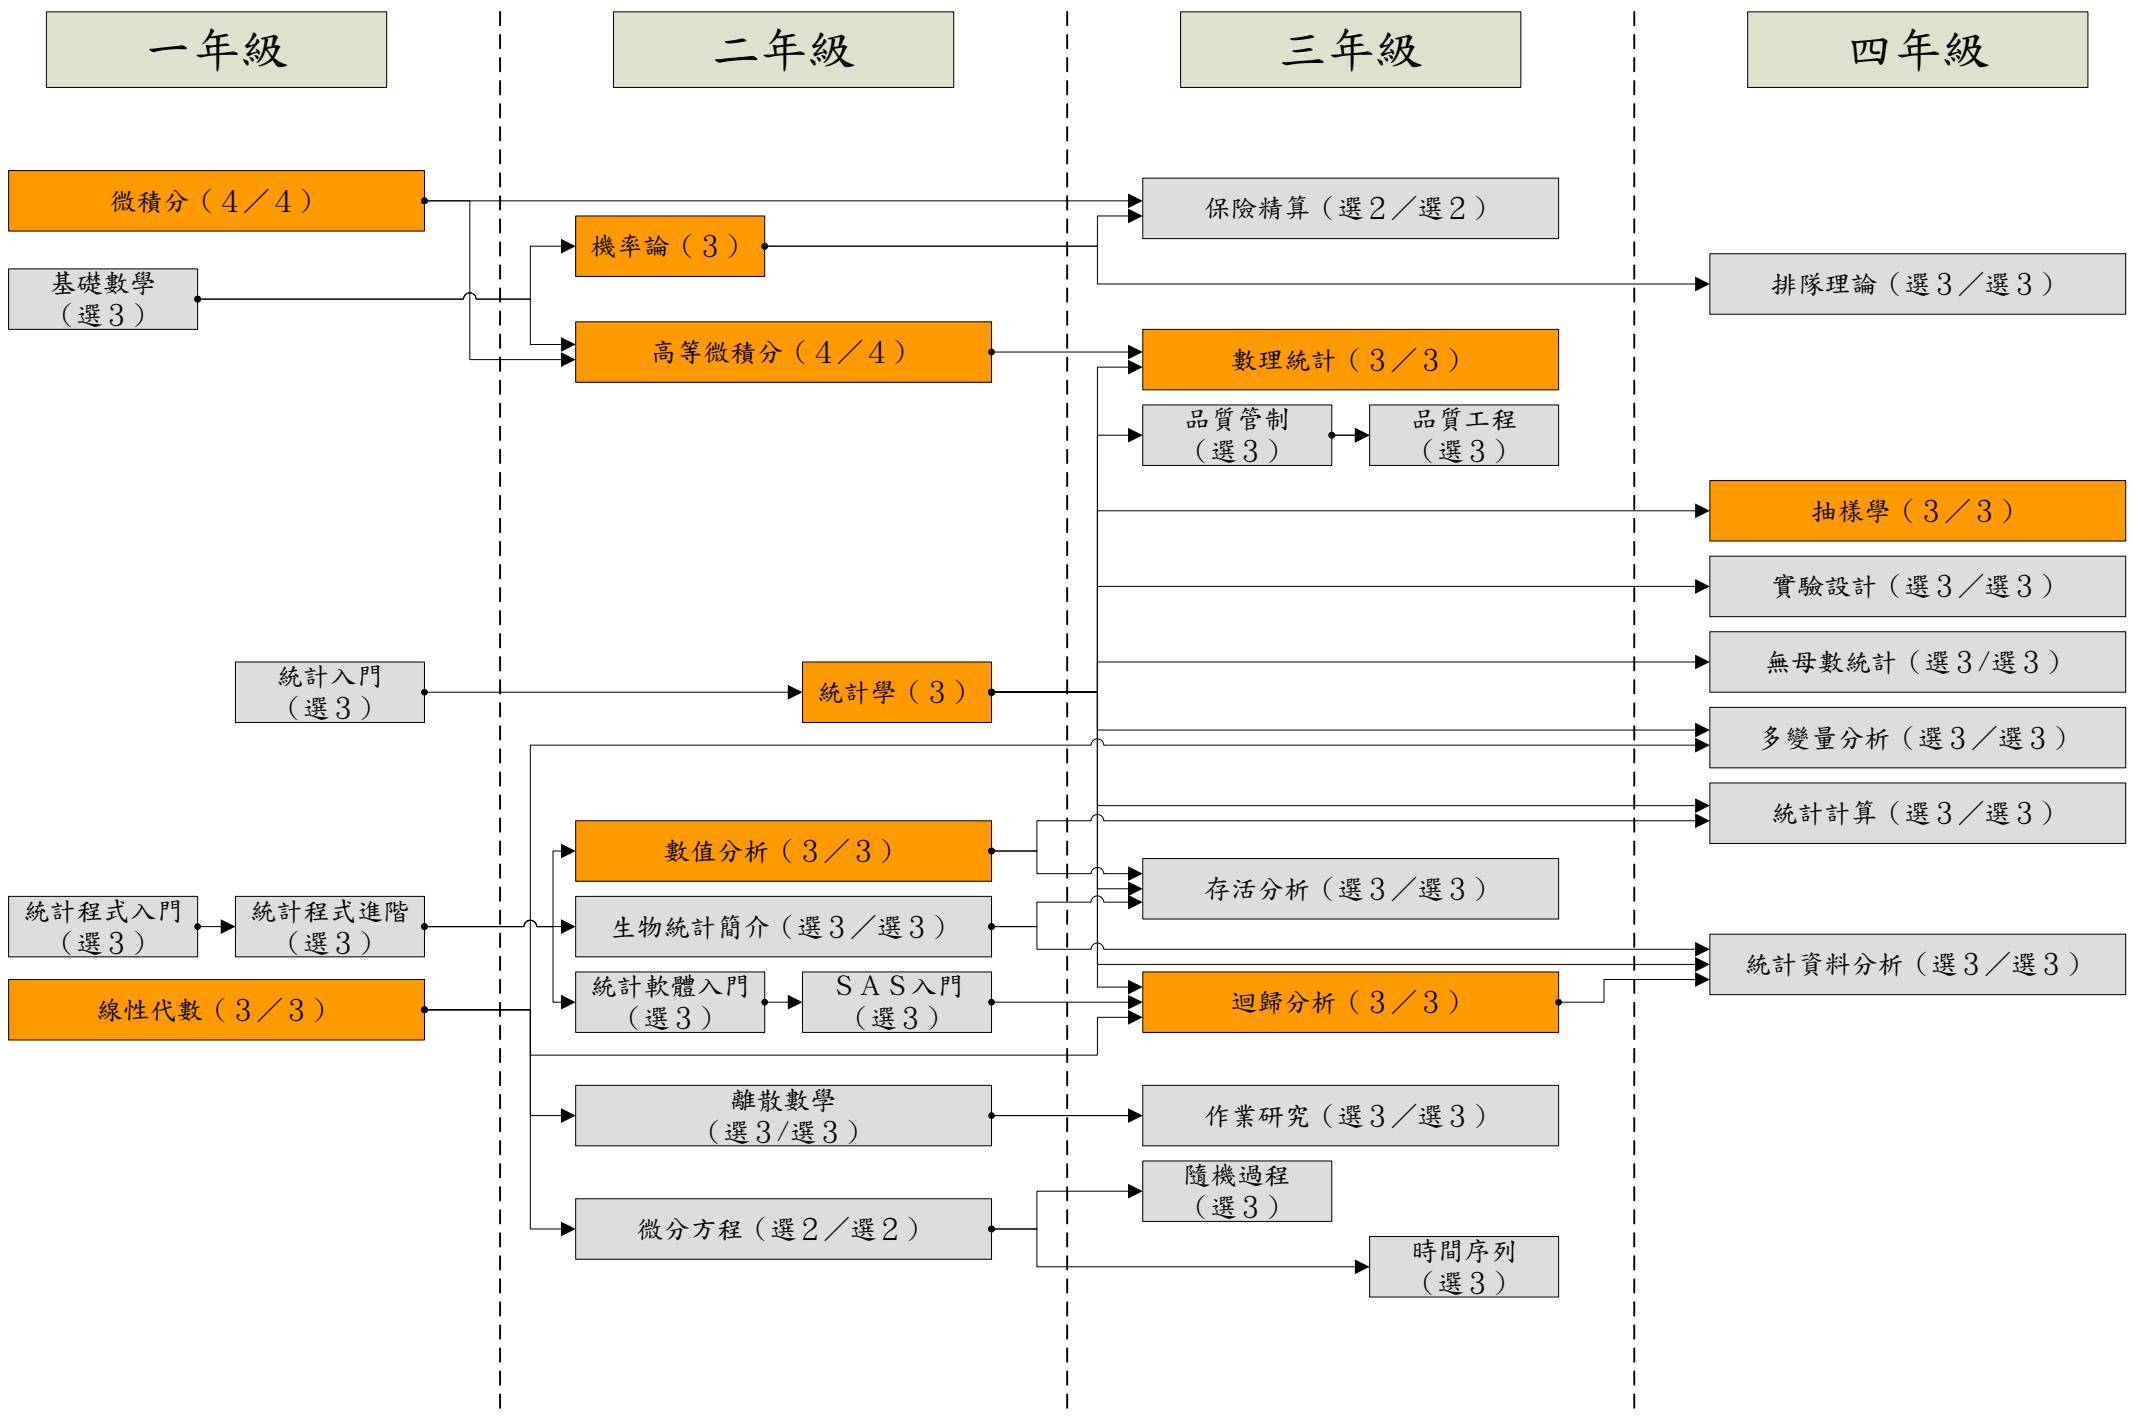 一年級
二年級
三年級
四年級
微積分（４／４）
保險精算（選２／選２）
機率論（３）
基礎數學
（選３）
排隊理論（選３／選３）
高等微積分（４／４）
數理統計（３／３）
品質管制
（選３）
品質工程
（選３）
抽樣學（３／３）
實驗設計（選３／選３）
無母數統計（選３/選３）
統計入門
（選３）
統計學（３）
多變量分析（選３／選３）
統計計算（選３／選３）
數值分析（３／３）
存活分析（選３／選３）
統計程式入門
（選３）
統計程式進階
（選３）
生物統計簡介（選３／選３）
統計資料分析（選３／選３）
線性代數（３／３）
統計軟體入門
（選３）
ＳＡＳ入門
（選３）
迴歸分析（３／３）
離散數學
（選３/選３）
作業研究（選３／選３）
隨機過程
（選３）
微分方程（選２／選２）
時間序列
（選３）